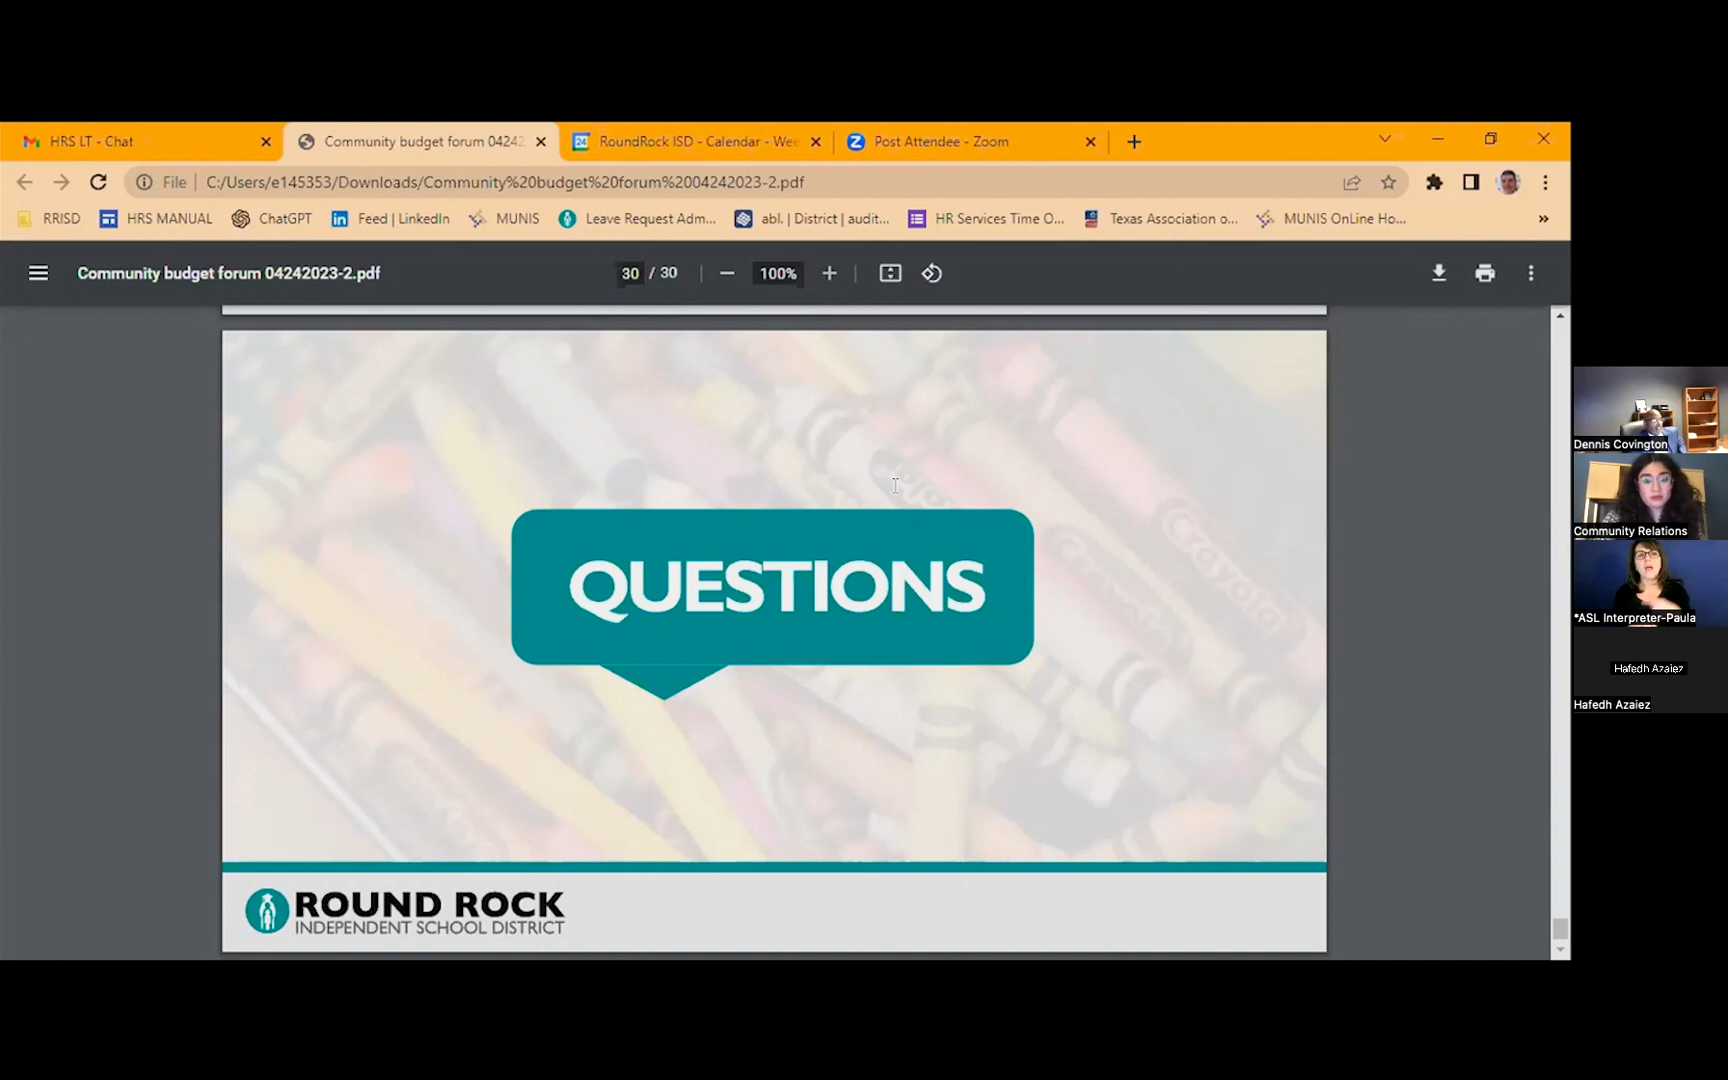 HRS LT - Chat
Community budget forum 04242
RoundRock ISD - Calendar - Wee
Post Attendee - Zoom
File
C:/Users/e145353/Downloads/Community%20budget%20forum%2004242023-2.pdf
RRISD
HRS MANUAL
ChatGPT
Feed | LinkedIn
MUNIS
Leave Request Adm...
abl. | District | audit...
HR Services Time O...
Texas Association o...
MUNIS OnLine Ho...
Community budget forum 04242023-2.pdf
30 / 30
100%
Crayola
QUESTIONS
ROUND ROCK
INDEPENDENT SCHOOL DISTRICT
Dennis Covington
Community Relations
*ASL Interpreter-Paula
Hafedh Azaiez
Hafedh Azaiez